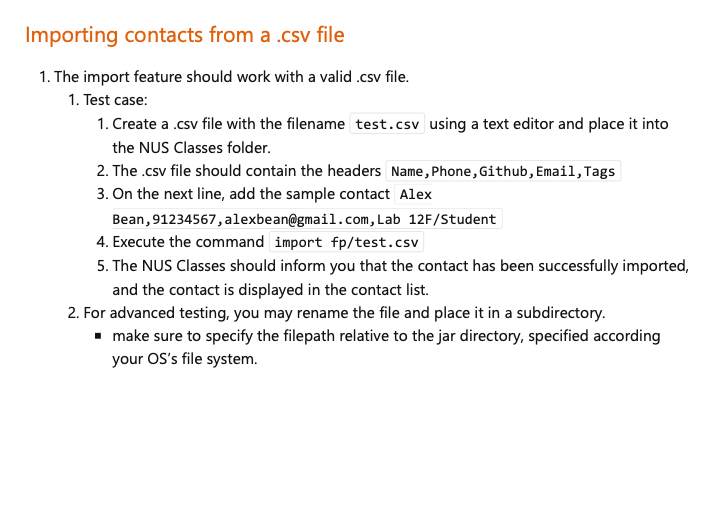 Importing contacts from a .csv file
1. The import feature should work with a valid .csv file.
1. Test case:
1. Create a .csv file with the filename test.csv using a text editor and place it into
the NUS Classes folder.
2. The .csv file should contain the headers Name,Phone,Github,Email,Tags
3. On the next line, add the sample contact Alex
Bean,91234567,alexbean@gmail.com,Lab 12F/Student
4. Execute the command import fp/test.csv
5. The NUS Classes should inform you that the contact has been successfully imported,
and the contact is displayed in the contact list.
2. For advanced testing, you may rename the file and place it in a subdirectory.
▪ make sure to specify the filepath relative to the jar directory, specified according
your OS’s file system.